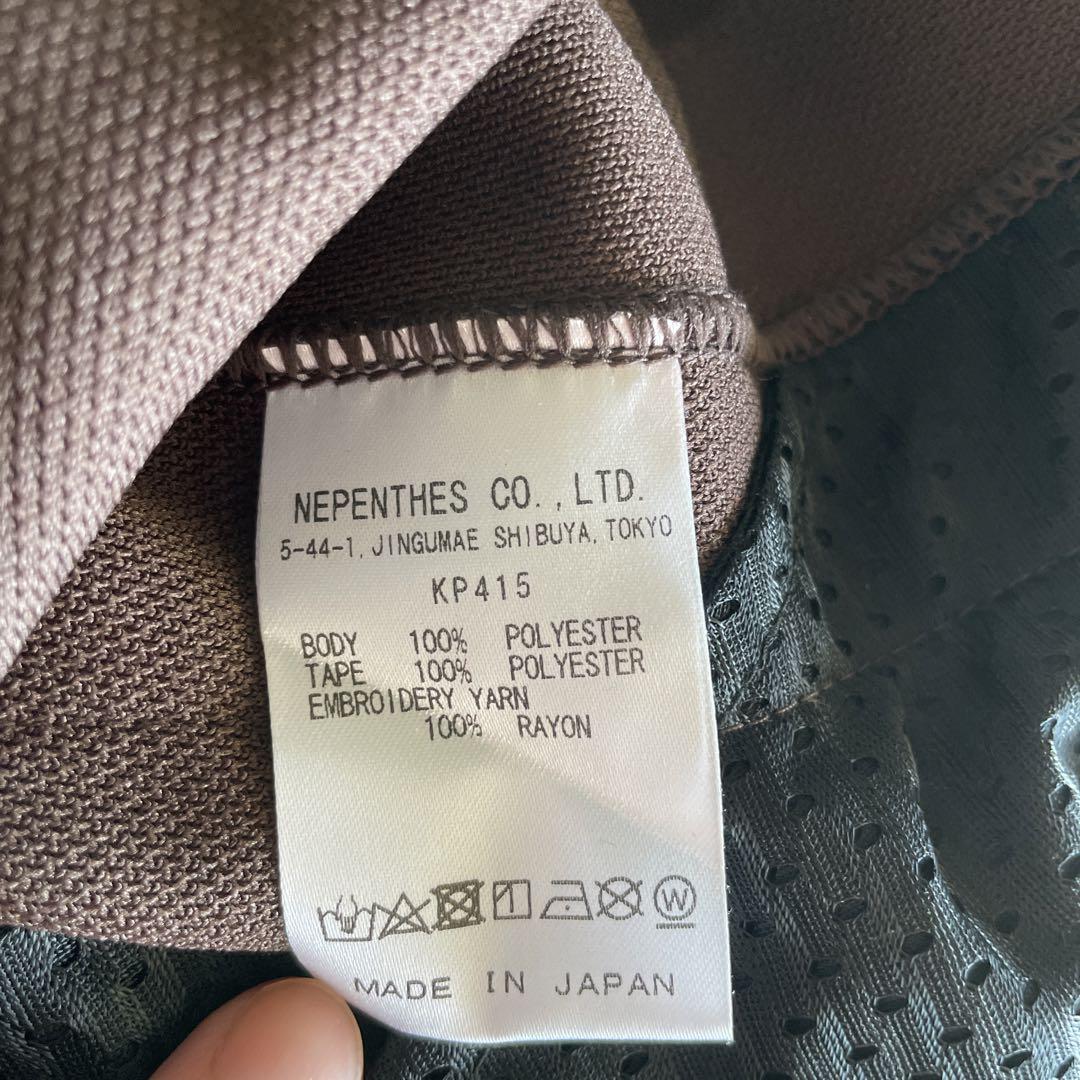 NEPENTHES CO., LTD.
5-44-1, JINGUMAE SHIBUYA, TOKYO
KP415
BODY 100% POLYESTER
TAPE 100% POLYESTER
EMBROIDERY YARN
100% RAYON
W
MADE IN JAPAN